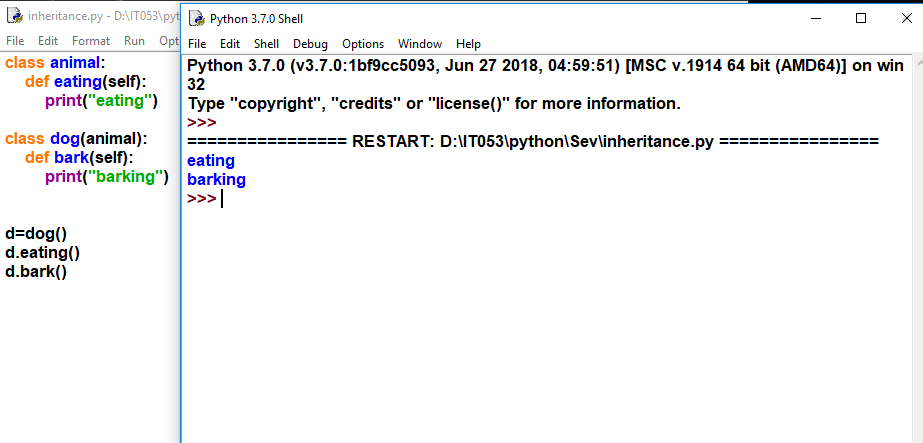 inheritance.py - D:\IT053\pyt
File Edit Format Run Opt
class animal:
def eating(self):
print("eating")
class dog(animal):
def bark(self):
print("barking")
d=dog()
d.eating()
d.bark()
Python 3.7.0 Shell
File Edit Shell Debug Options Window Help
Python 3.7.0 (v3.7.0:1bf9cc5093, Jun 27 2018, 04:59:51) [MSC v.1914 64 bit (AMD64)] on win
32
Type "copyright", "credits" or "license()" for more information.
>>>
================ RESTART: D:\IT053\python\Sev\inheritance.py ================
eating
barking
>>>